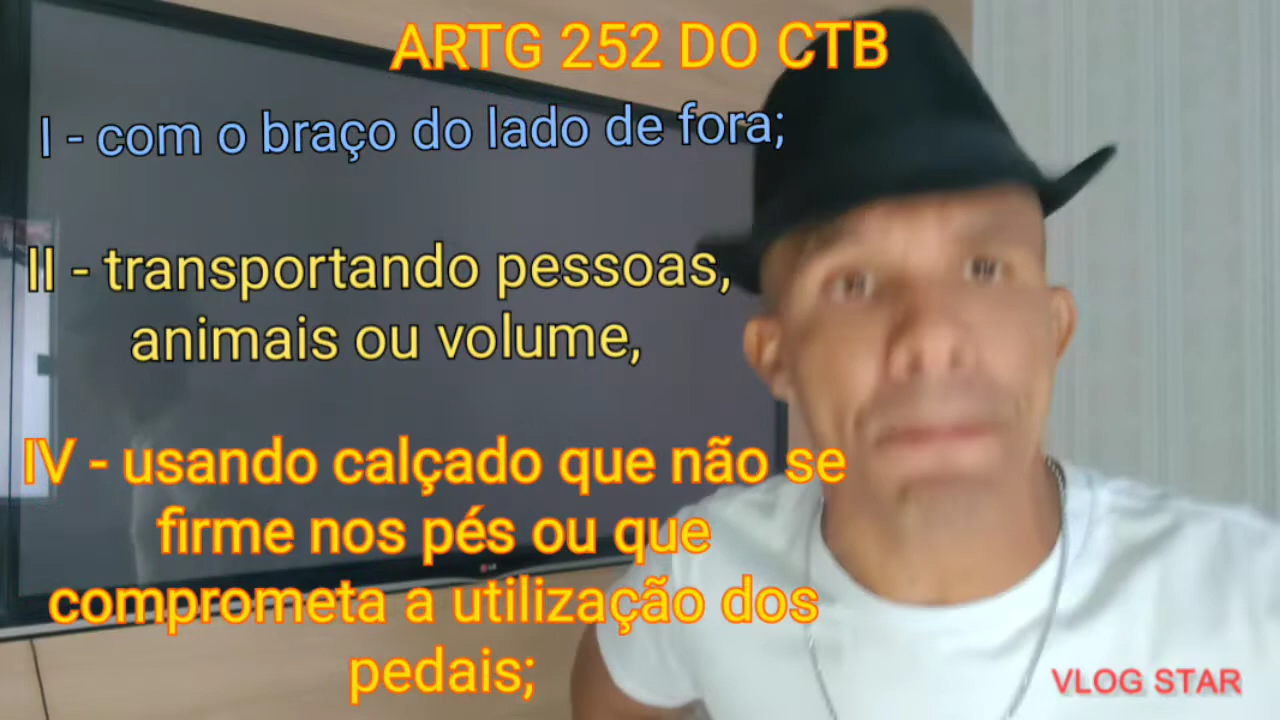 ARTG 252 DO CTB
I - com o braço do lado de fora;
II - transportando pessoas,
animais ou volume,
IV - usando calçado que não se
firme nos pés ou que
comprometa a utilização dos
pedais;
LG
VLOG STAR